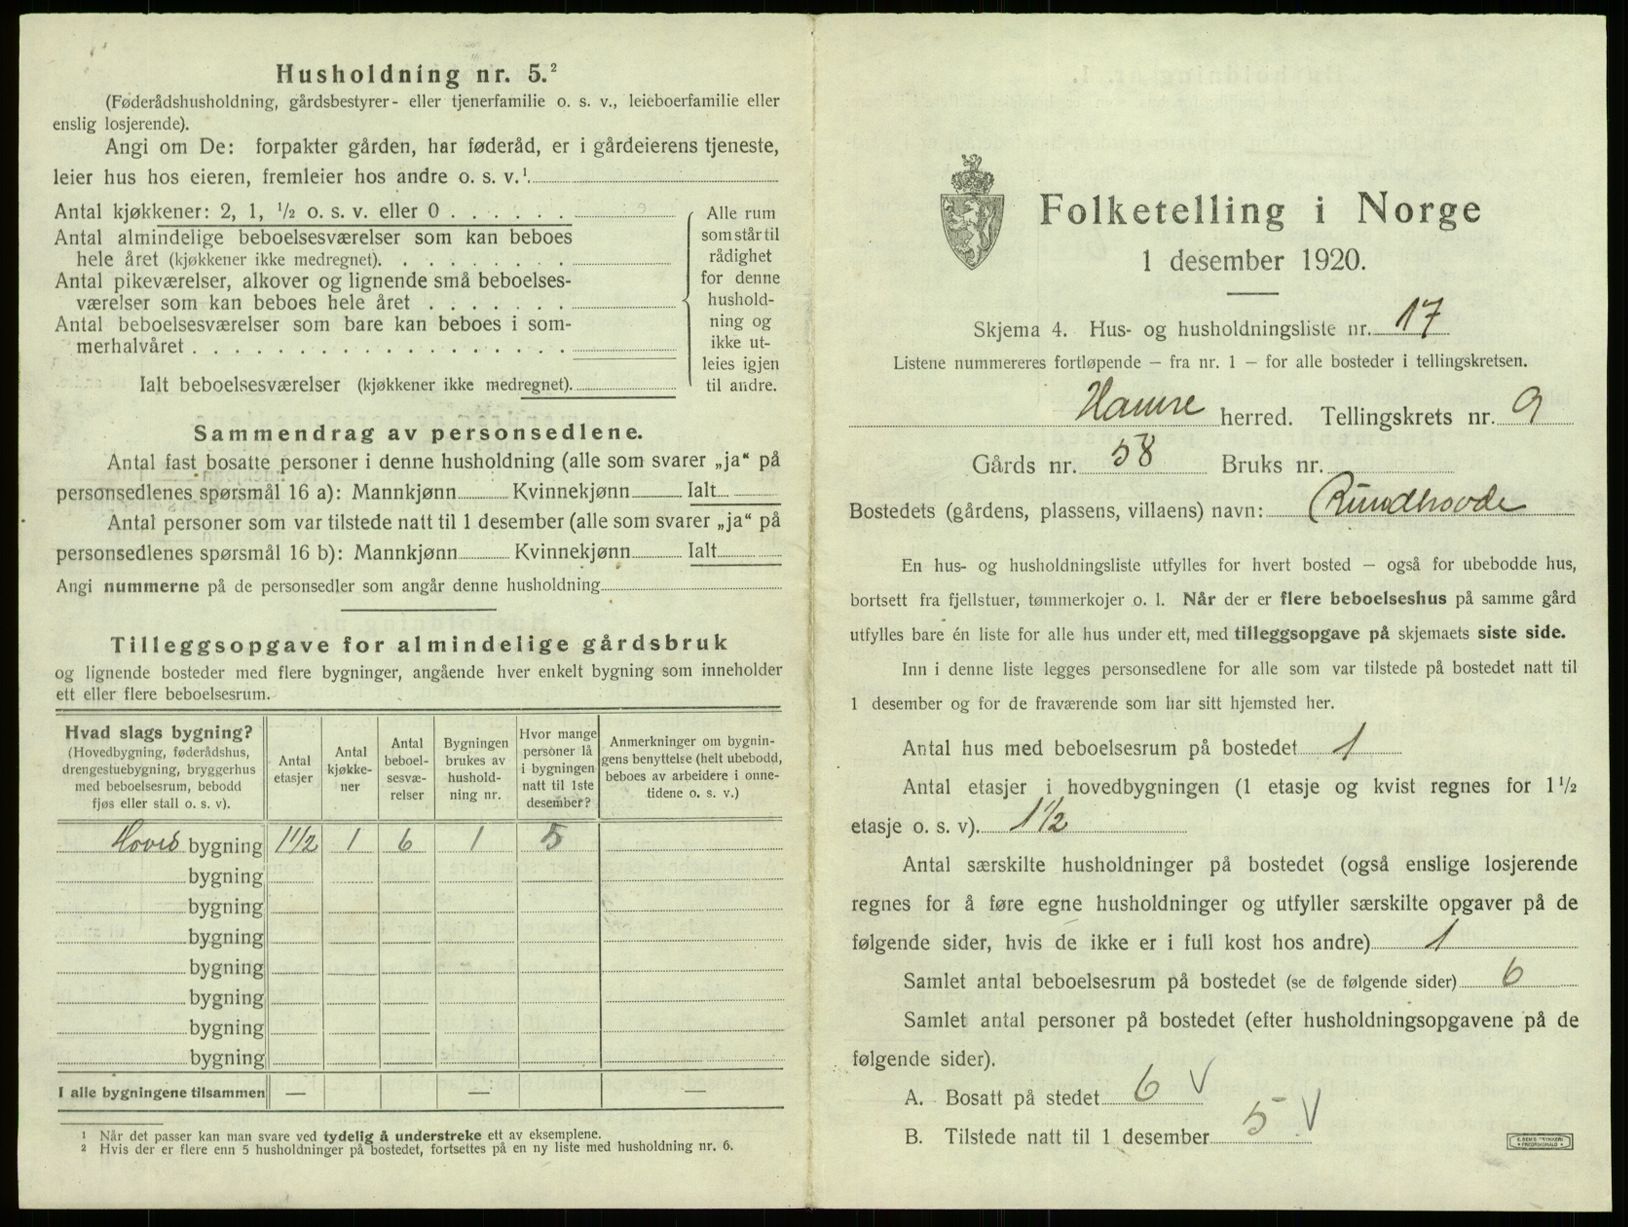 Husholdning nr. 5.²
(Føderådshusholdning, gårdsbestyrer- eller tjenerfamilie o. s. v., leieboerfamilie eller
enslig losjerende).
Angi om De: forpakter gården, har føderåd, er i gårdeierens tjeneste,
leier hus hos eieren, fremleier hos andre o. s. v.¹
Antal kjøkkener: 2, 1, ½ o. s. v. eller 0
Antal almindelige beboelsesværelser som kan beboes
hele året (kjøkkener ikke medregnet).
Antal pikeværelser, alkover og lignende små beboelses-
værelser som kan beboes hele året
Antal beboelsesværelser som bare kan beboes i som-
merhalvåret
Ialt beboelsesværelser (kjøkkener ikke medregnet).
Alle rum
som står til
rådighet
for denne
hushold-
ning og
ikke ut-
leies igjen
til andre.
Sammendrag av personsedlene.
Antal fast bosatte personer i denne husholdning (alle som svarer „ja“ på
personsedlenes spørsmål 16 a): Mannkjønn Kvinnekjønn Ialt
Antal personer som var tilstede natt til 1 desember (alle som svarer „ja“ på
personsedlenes spørsmål 16 b): Mannkjønn Kvinnekjønn Ialt
Angi nummerne på de personsedler som angår denne husholdning
Tilleggsopgave for almindelige gårdsbruk
og lignende bosteder med flere bygninger, angående hver enkelt bygning som inneholder
ett eller flere beboelsesrum.
Hvad slags bygning?
(Hovedbygning, føderådshus,
drengestuebygning, bryggerhus
med beboelsesrum, bebodd
fjøs eller stall o. s. v).
Antal
etasjer
Antal
kjøkke-
ner
Antal
beboel-
sesvæ-
relser
Bygningen
brukes av
hushold-
ning nr.
Hvor mange
personer lå
i bygningen
natt til 1ste
desember?
Anmerkninger om bygnin-
gens benyttelse (helt ubebodd,
beboes av arbeidere i onne-
tidene o. s. v.)
Hoved bygning 1½ 1 6 1 5
bygning
bygning
bygning
bygning
bygning
bygning
bygning
I alle bygningene tilsammen — — —
¹ Når det passer kan man svare ved tydelig å understreke ett av eksemplene.
² Hvis der er flere enn 5 husholdninger på bostedet, fortsettes på en ny liste med husholdning nr. 6.
Folketelling i Norge
1 desember 1920.
Skjema 4. Hus- og husholdningsliste nr. 17
Listene nummereres fortløpende – fra nr. 1 – for alle bosteder i tellingskretsen.
Hamre herred. Tellingskrets nr. 9
Gårds nr. 58 Bruks nr.
Bostedets (gårdens, plassens, villaens) navn: Rundhovde
En hus- og husholdningsliste utfylles for hvert bosted – også for ubebodde hus,
bortsett fra fjellstuer, tømmerkojer o. l. Når der er flere beboelseshus på samme gård
utfylles bare én liste for alle hus under ett, med tilleggsopgave på skjemaets siste side.
Inn i denne liste legges personsedlene for alle som var tilstede på bostedet natt til
1 desember og for de fraværende som har sitt hjemsted her.
Antal hus med beboelsesrum på bostedet 1
Antal etasjer i hovedbygningen (1 etasje og kvist regnes for 1½
etasje o. s. v). 1½
Antal særskilte husholdninger på bostedet (også enslige losjerende
regnes for å føre egne husholdninger og utfyller særskilte opgaver på de
følgende sider, hvis de ikke er i full kost hos andre) 1
Samlet antal beboelsesrum på bostedet (se de følgende sider) 6
Samlet antal personer på bostedet (efter husholdningsopgavene på de
følgende sider).
A. Bosatt på stedet 6 V
B. Tilstede natt til 1 desember 5 V